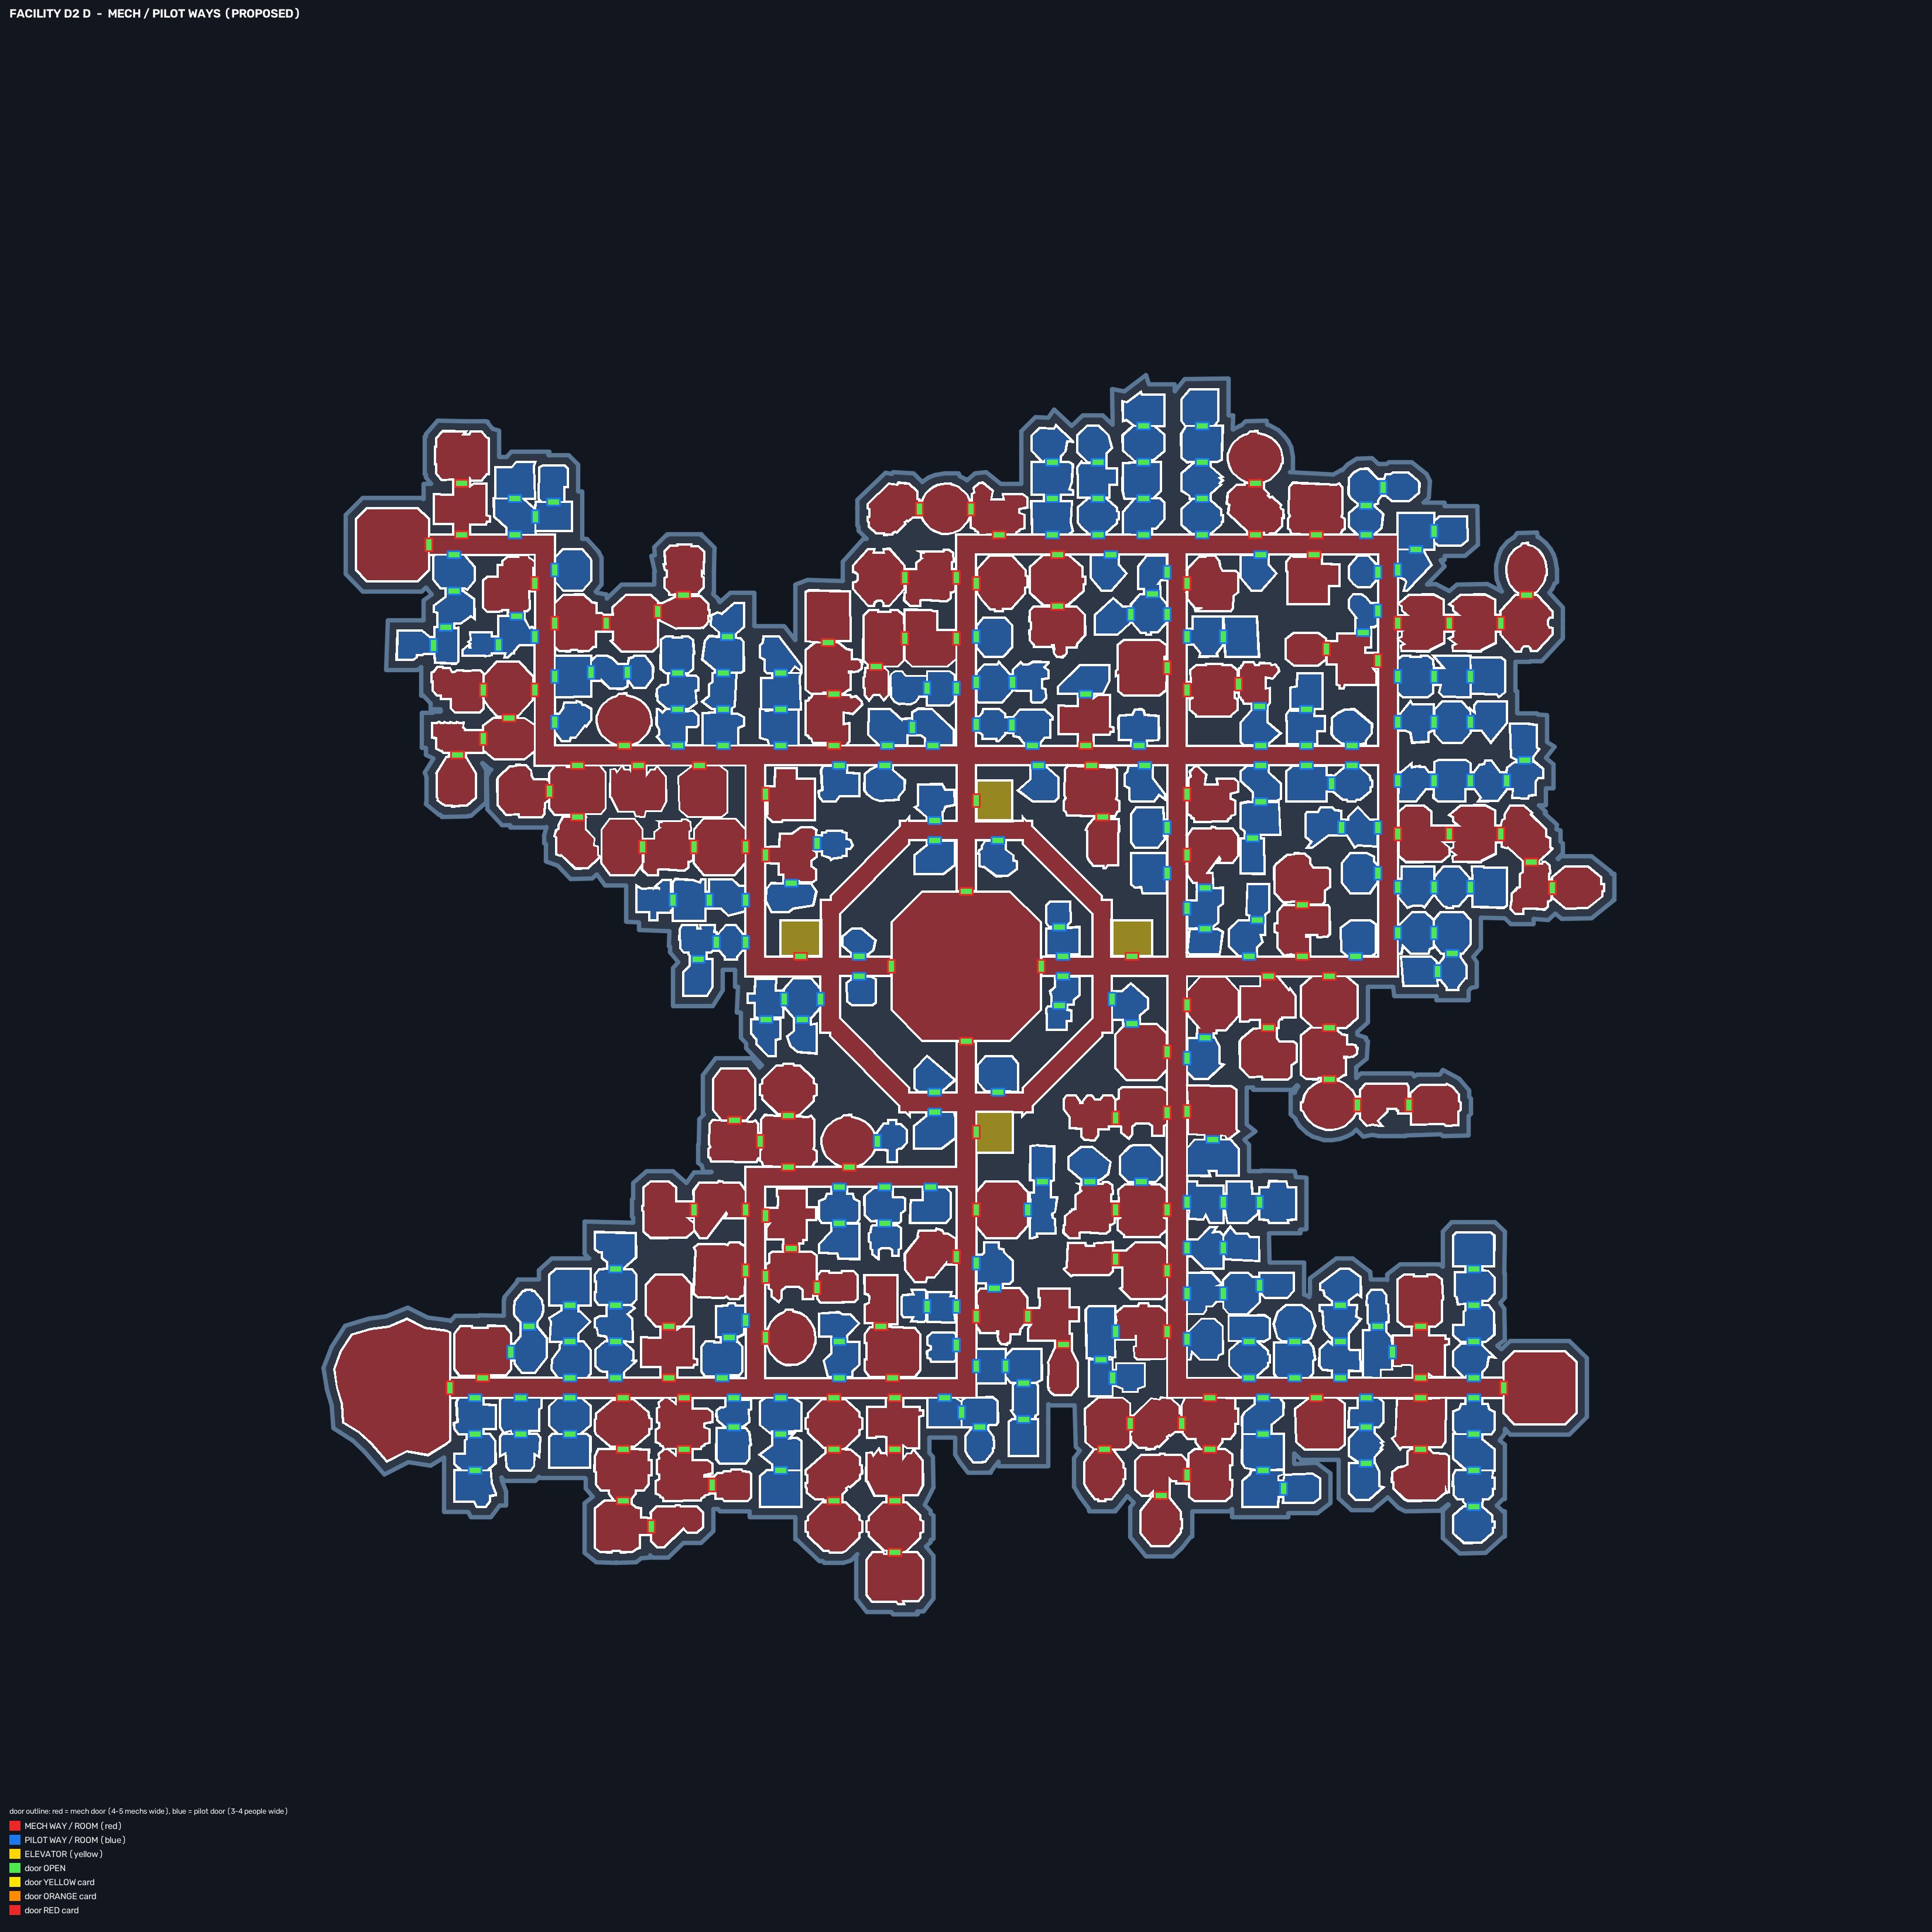 FACILITY D2 D - MECH / PILOT WAYS (PROPOSED)
door outline: red = mech door (4-5 mechs wide), blue = pilot door (3-4 people wide)
MECH WAY / ROOM (red)
PILOT WAY / ROOM (blue)
ELEVATOR (yellow)
door OPEN
door YELLOW card
door ORANGE card
door RED card